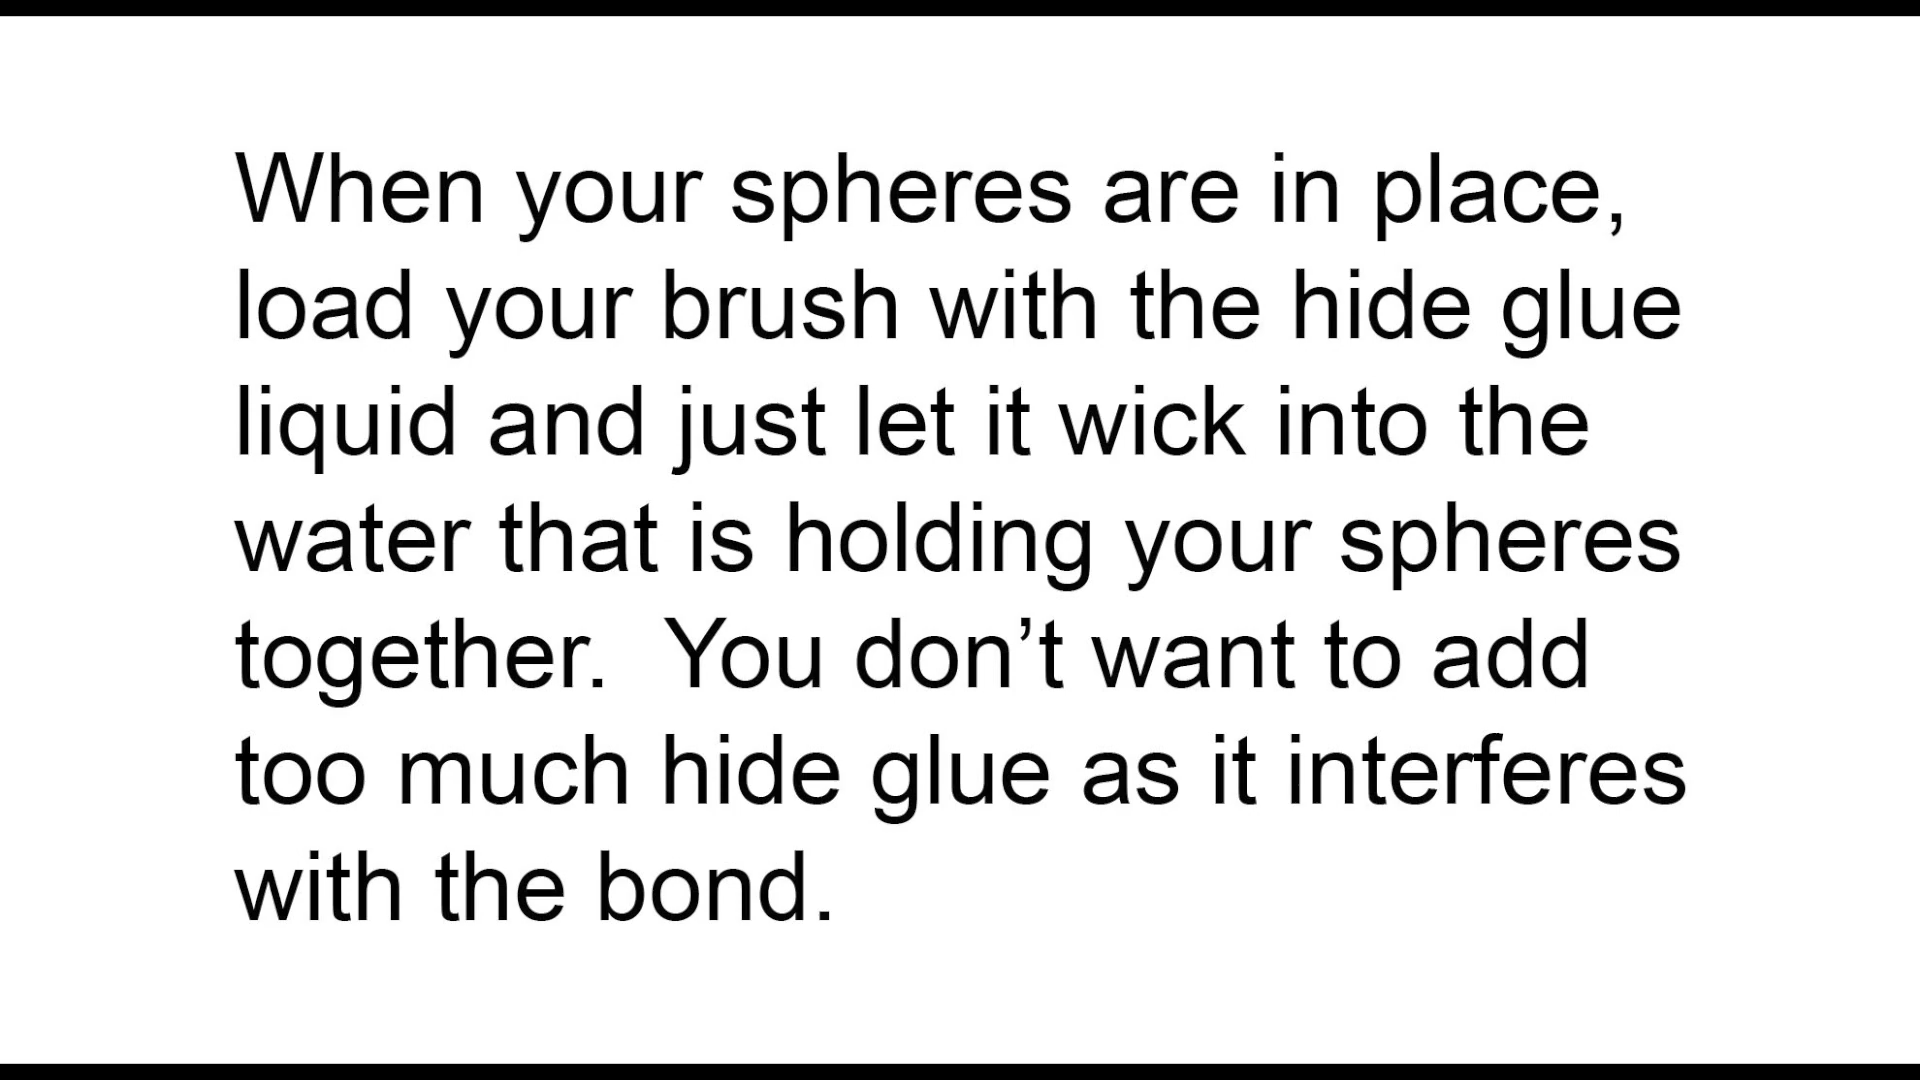 When your spheres are in place,
load your brush with the hide glue
liquid and just let it wick into the
water that is holding your spheres
together.  You don’t want to add
too much hide glue as it interferes
with the bond.